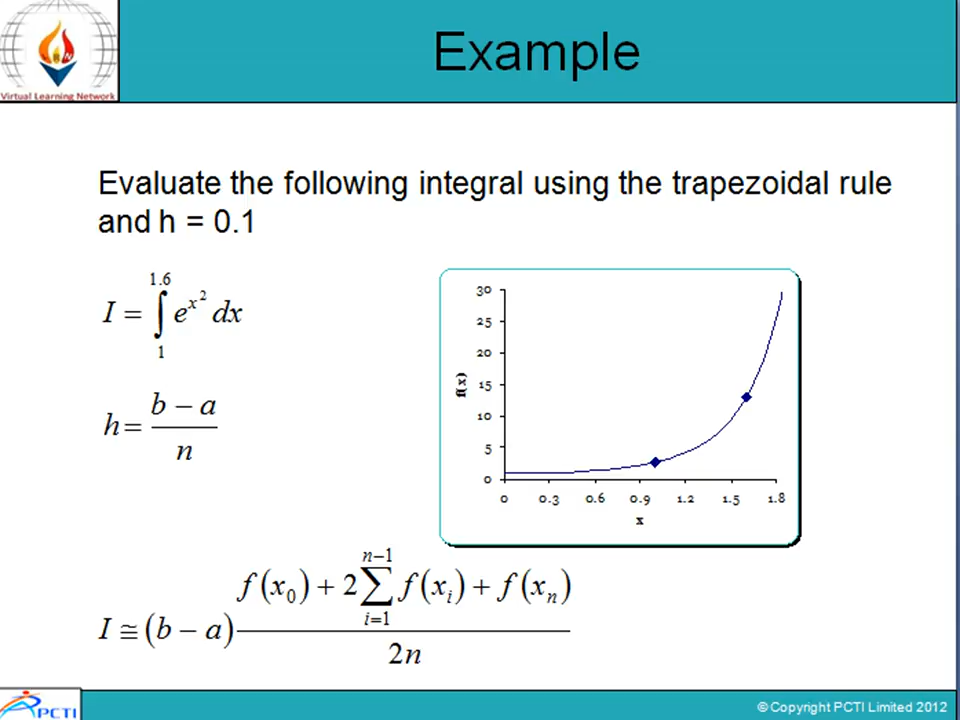 Example
Virtual Learning Network
Evaluate the following integral using the trapezoidal rule
and h = 0.1
I = ∫₁^1.6 e^x² dx
h = (b − a) / n
30
25
20
15
10
5
0
f(x)
0 0.3 0.6 0.9 1.2 1.5 1.8
x
I ≅ (b − a) (f(x₀) + 2 ∑_{i=1}^{n−1} f(xᵢ) + f(xₙ)) / 2n
PCTI
© Copyright PCTI Limited 2012